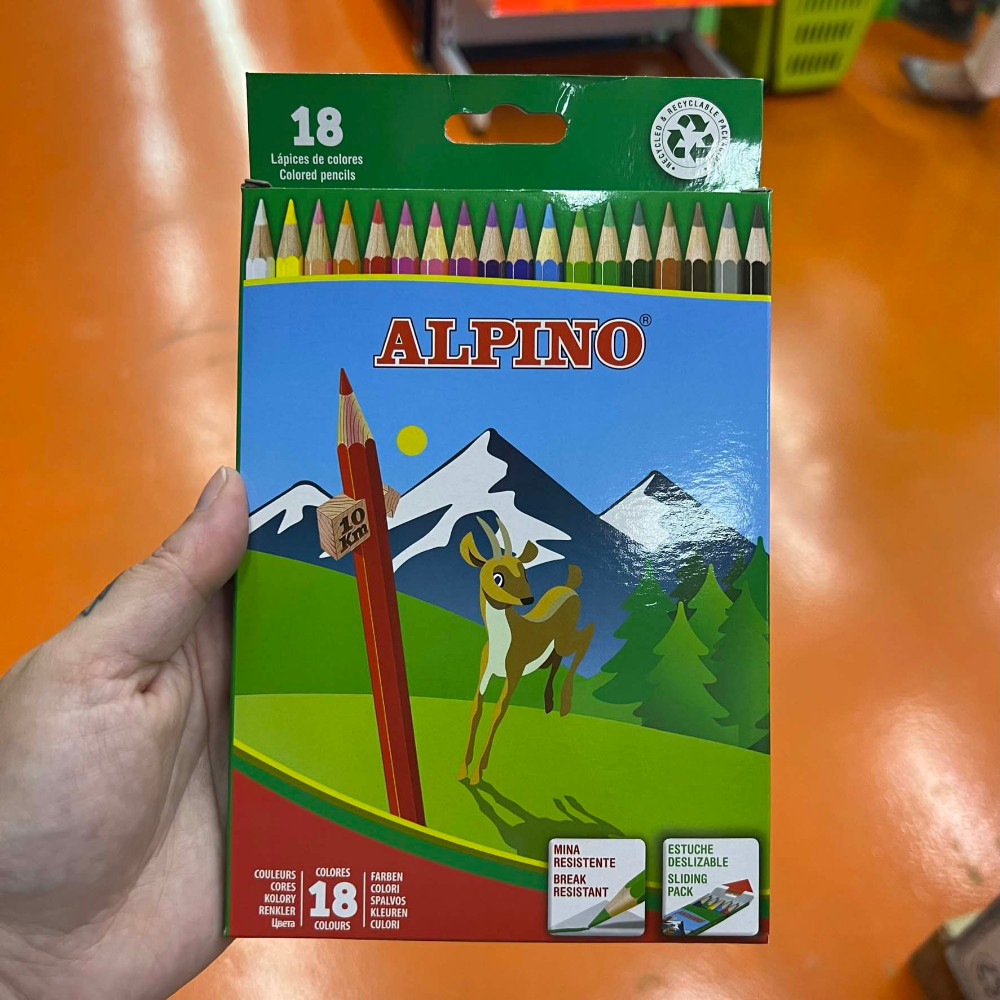 18
Lápices de colores
Colored pencils
RECYCLED & RECYCLABLE
ALPINO®
10
Km
COULEURS
CORES
KOLORY
RENKLER
Цвета
COLORES
18
COLOURS
FARBEN
COLORI
SPALVOS
KLEUREN
CULORI
MINA
RESISTENTE
BREAK
RESISTANT
ESTUCHE
DESLIZABLE
SLIDING
PACK